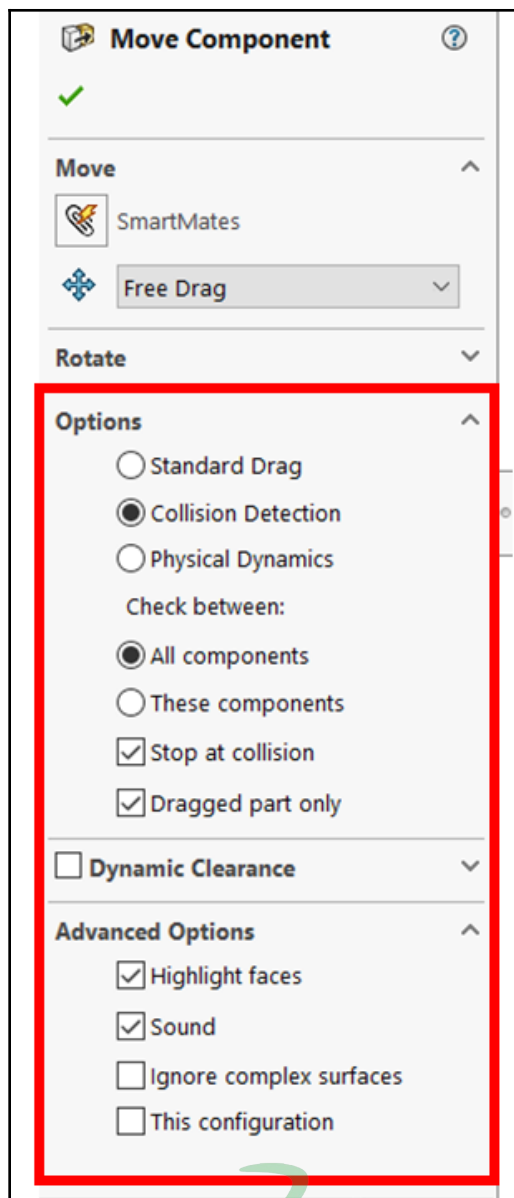 Move Component
Move
SmartMates
Free Drag
Rotate
Options
Standard Drag
Collision Detection
Physical Dynamics
Check between:
All components
These components
Stop at collision
Dragged part only
Dynamic Clearance
Advanced Options
Highlight faces
Sound
Ignore complex surfaces
This configuration